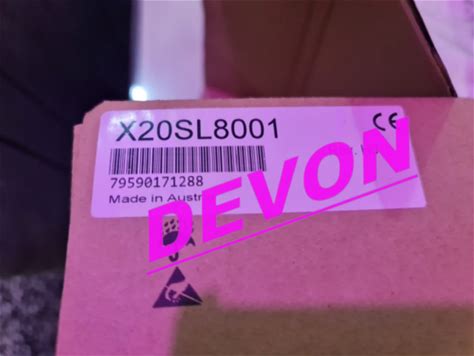 X20SL8001
CE
79590171288
Made in Austr
DEVON